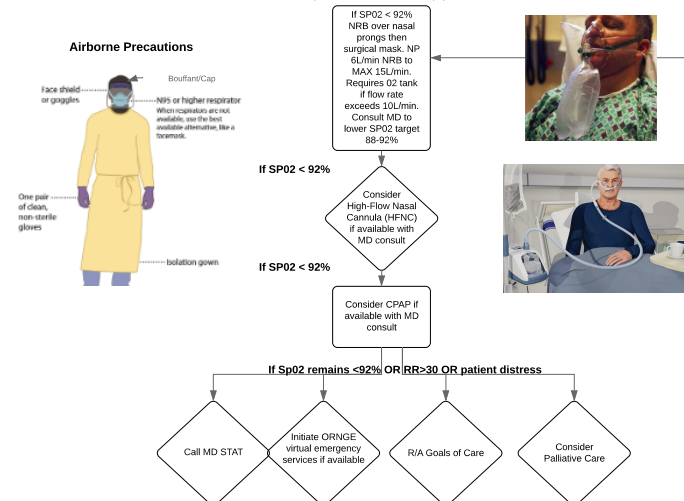 If SP02 < 92%
NRB over nasal
prongs then
surgical mask. NP
6L/min NRB to
MAX 15L/min.
Requires 02 tank
if flow rate
exceeds 10L/min.
Consult MD to
lower SP02 target
88-92%
Airborne Precautions
Bouffant/Cap
Face shield
or goggles
N95 or higher respirator
When respirators are not
available, use the best
available alternative, like a
facemask.
One pair
of clean,
non-sterile
gloves
Isolation gown
If SP02 < 92%
Consider
High-Flow Nasal
Cannula (HFNC)
if available with
MD consult
If SP02 < 92%
Consider CPAP if
available with MD
consult
If Sp02 remains <92% OR RR>30 OR patient distress
Call MD STAT
Initiate ORNGE
virtual emergency
services if available
R/A Goals of Care
Consider
Palliative Care